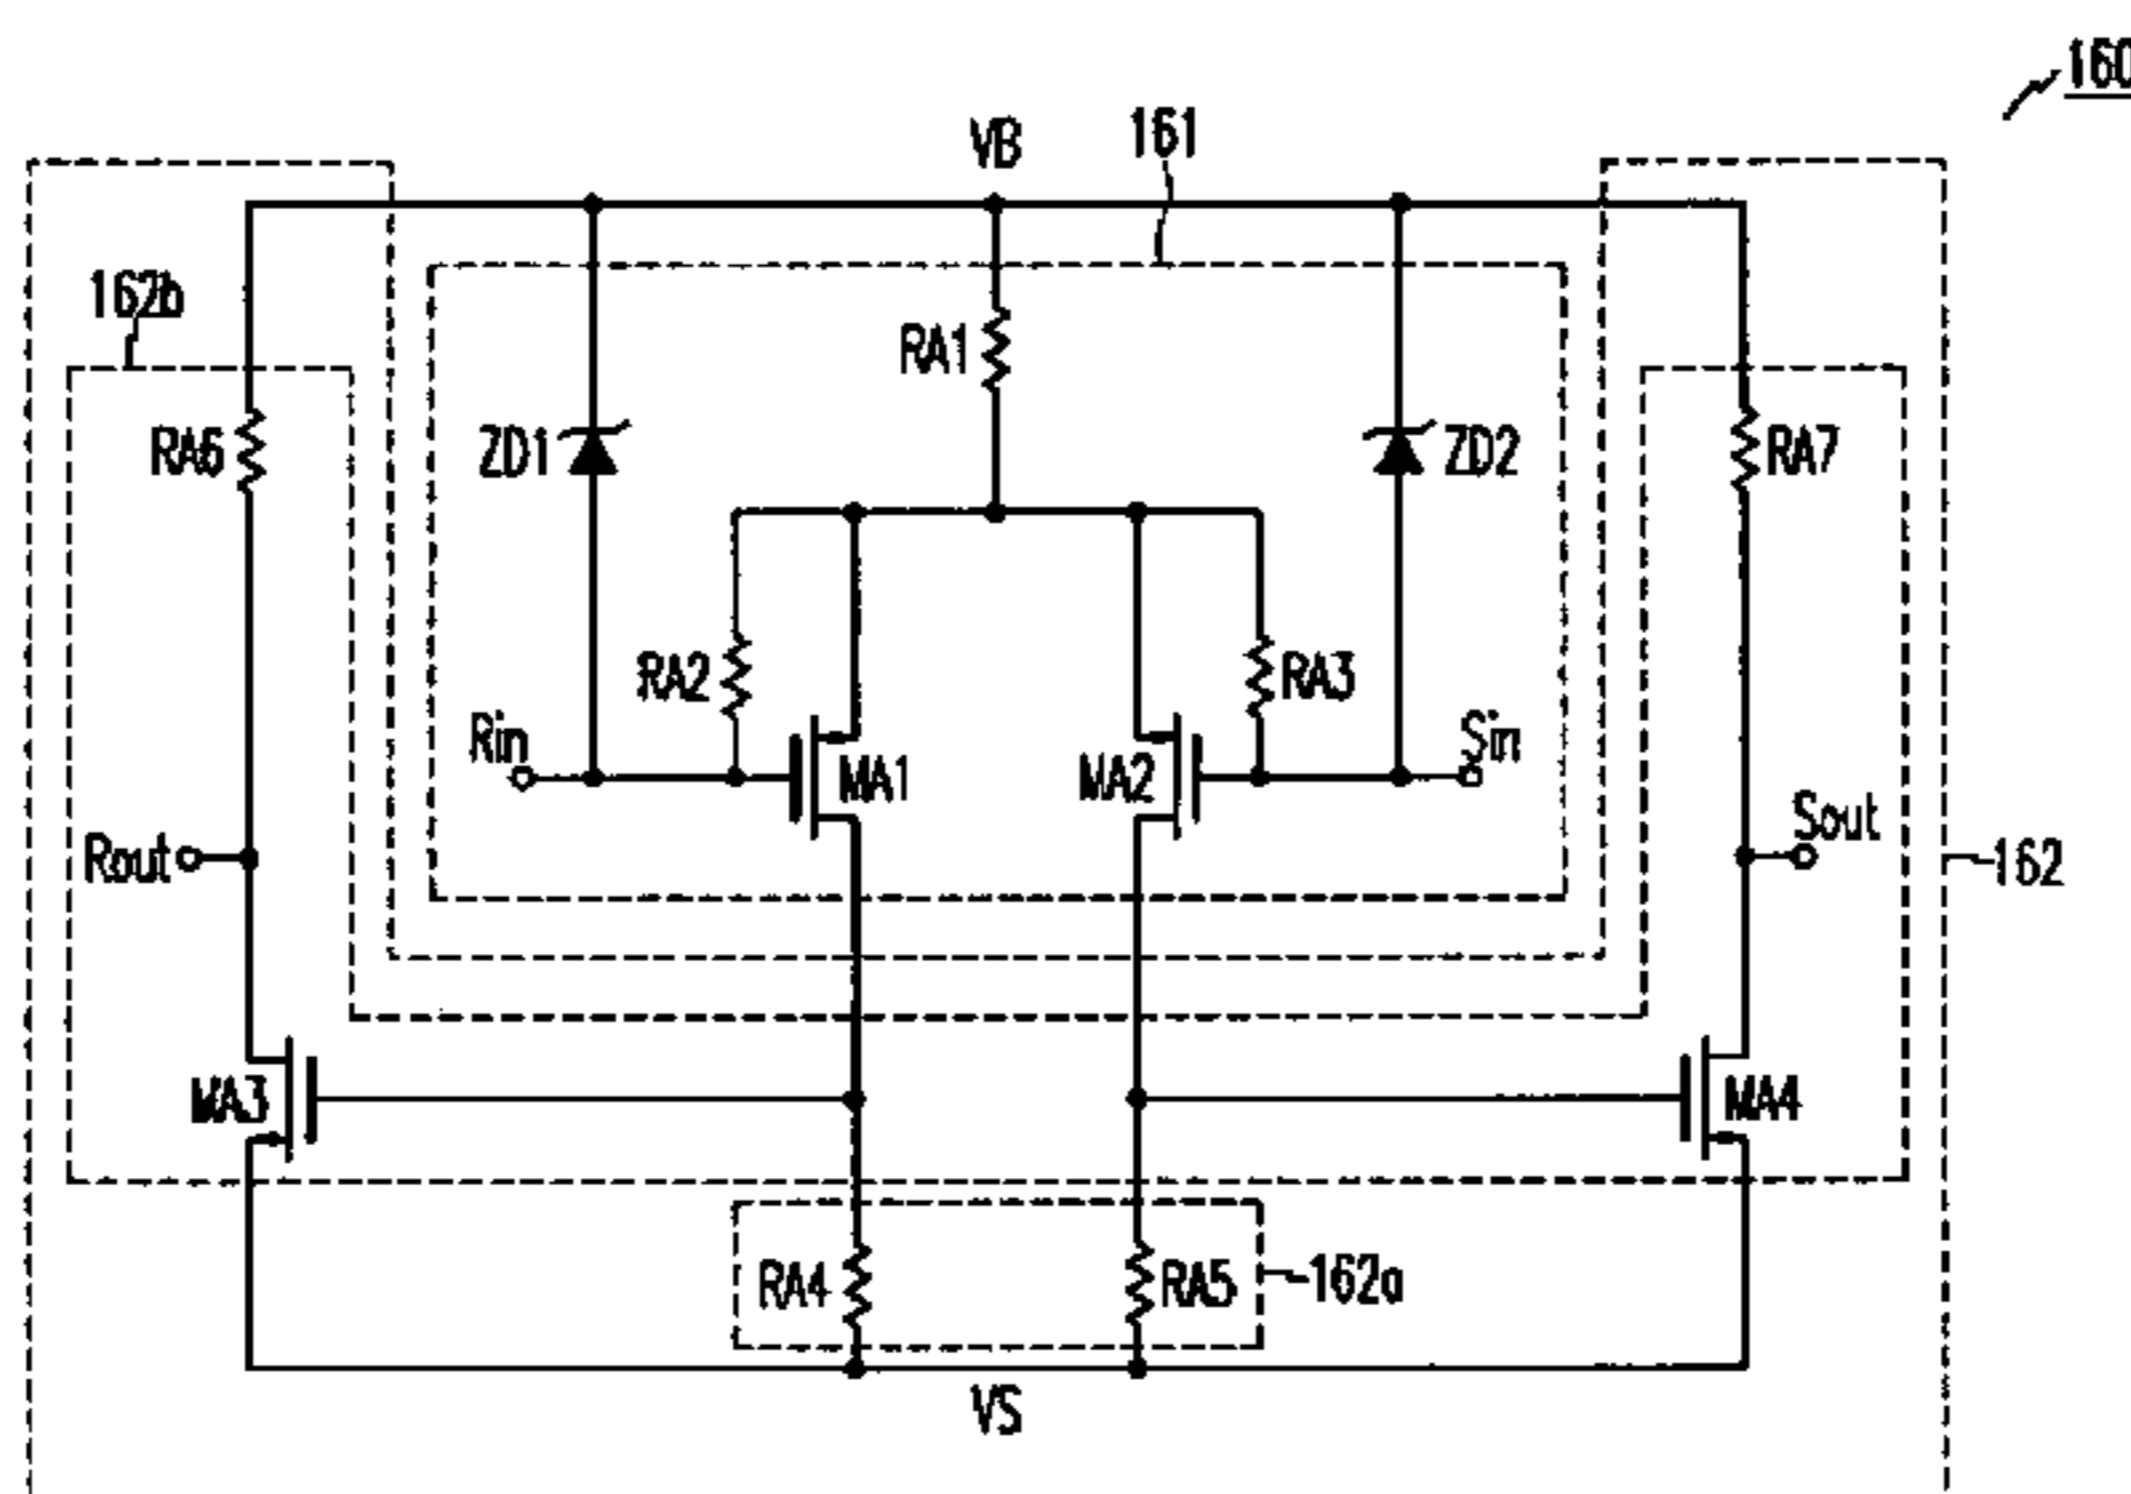 160
VB
161
162b
RA1
RA6
ZD1
ZD2
RA7
RA2
RA3
Rin
Sin
MA1
MA2
Rout
Sout
162
MA3
MA4
RA4
RA5
162a
VS